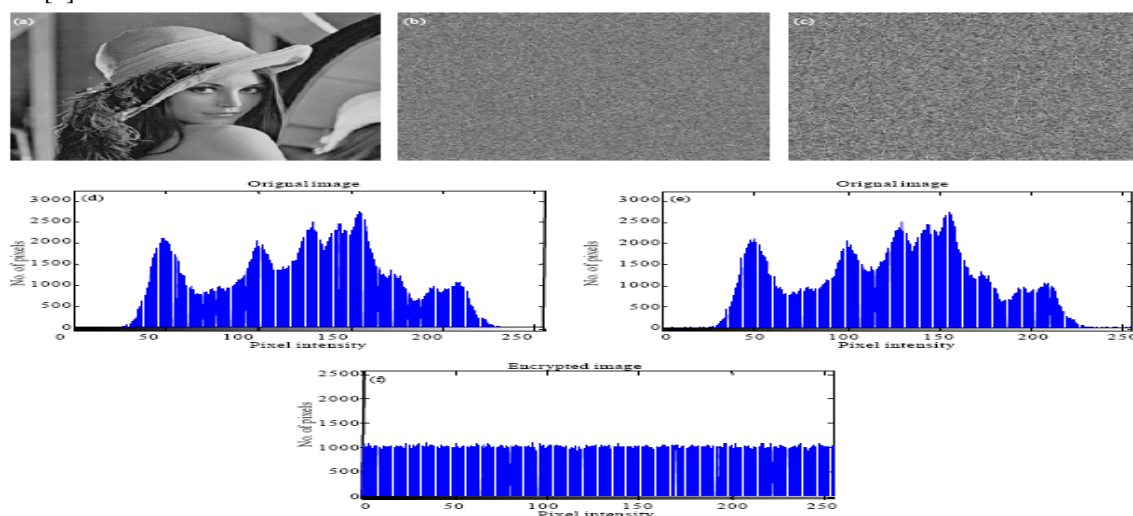 (a) (b) (c)
Orignal image
(d)
3000
2500
2000
1500
1000
500
0
No. of pixels
0 50 100 150 200 250
Pixel intensity
Orignal image
(e)
3000
2500
2000
1500
1000
500
0
No. of pixels
0 50 100 150 200 250
Pixel intensity
Encrypted image
(f)
2500
2000
1500
1000
500
0
No. of pixels
0 50 100 150 200 250
Pixel intensity